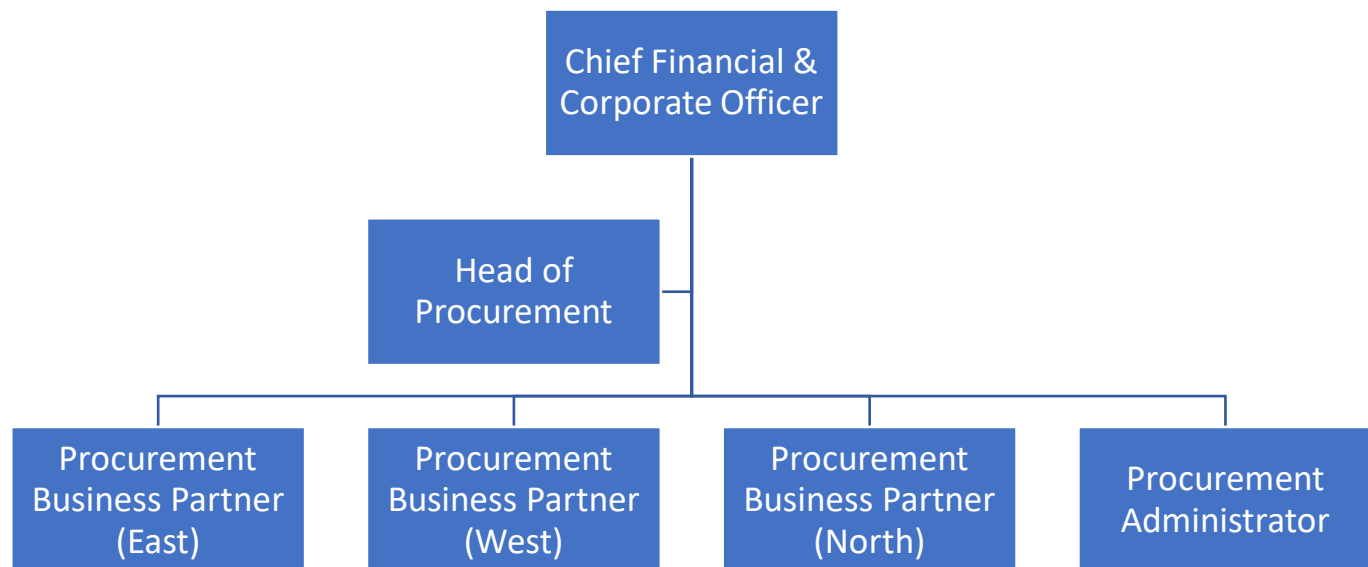 Chief Financial &
Corporate Officer
Head of
Procurement
Procurement
Business Partner
(East)
Procurement
Business Partner
(West)
Procurement
Business Partner
(North)
Procurement
Administrator